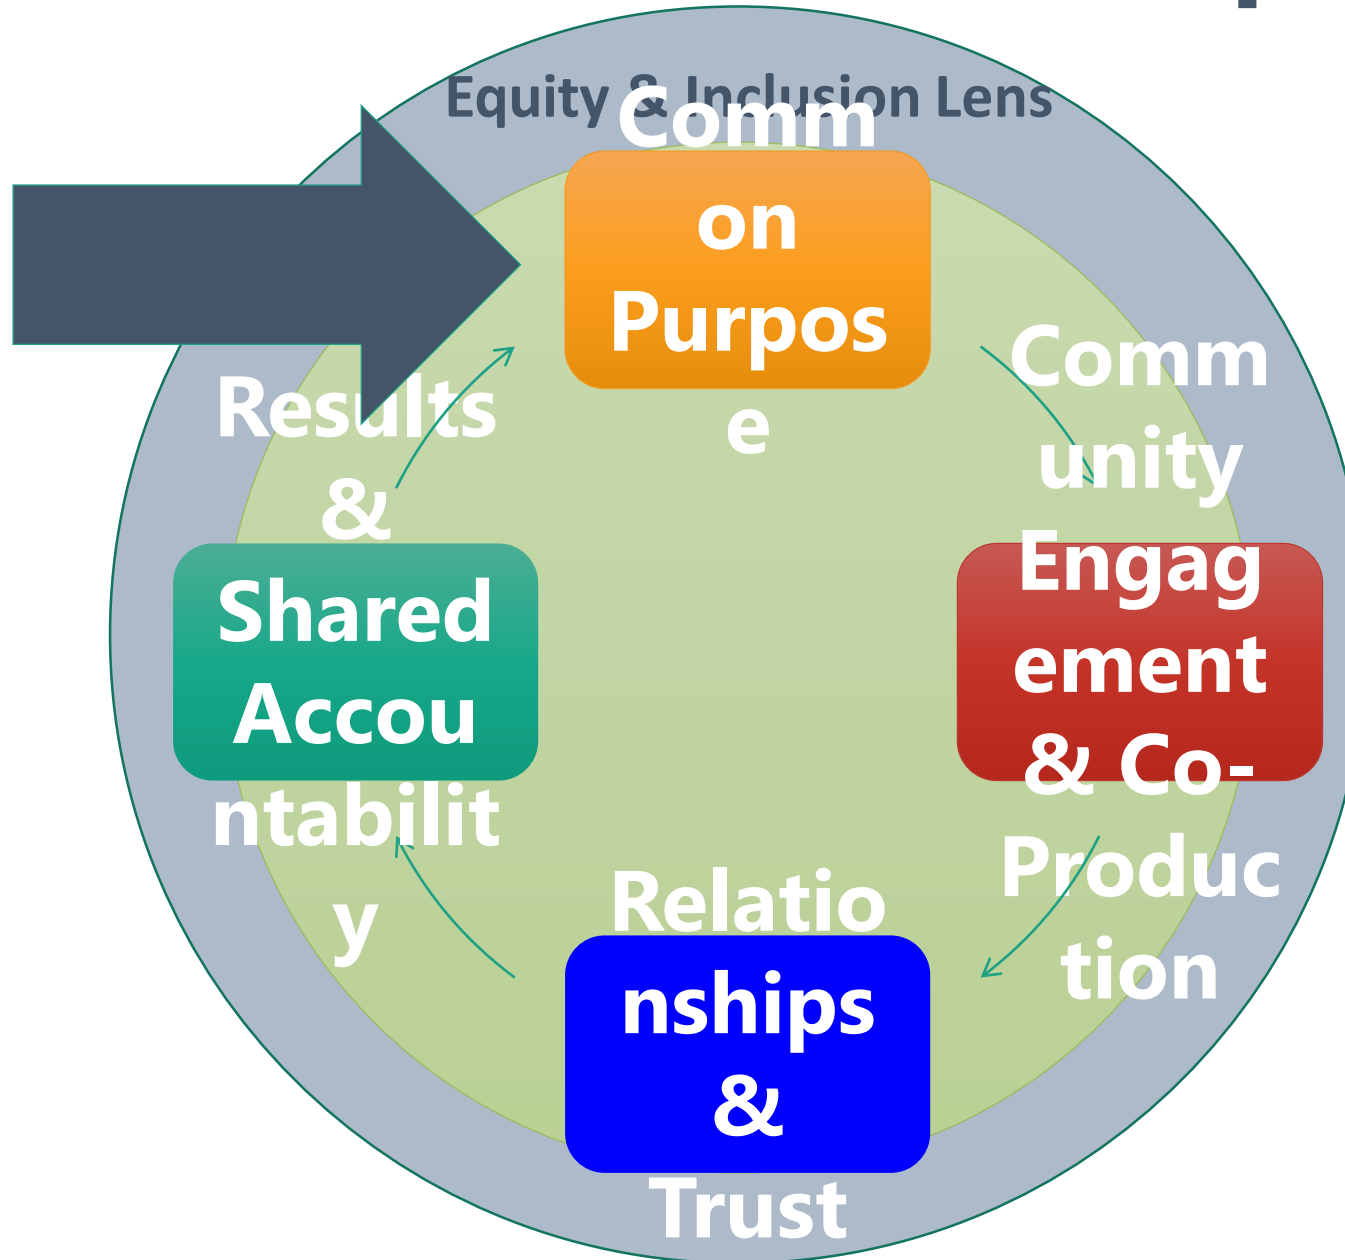 Equity & Inclusion Lens
Comm
on
Purpos
e
Comm
unity
Engag
ement
& Co-
Produc
tion
Relatio
nships
&
Trust
Results
&
Shared
Accou
ntabilit
y